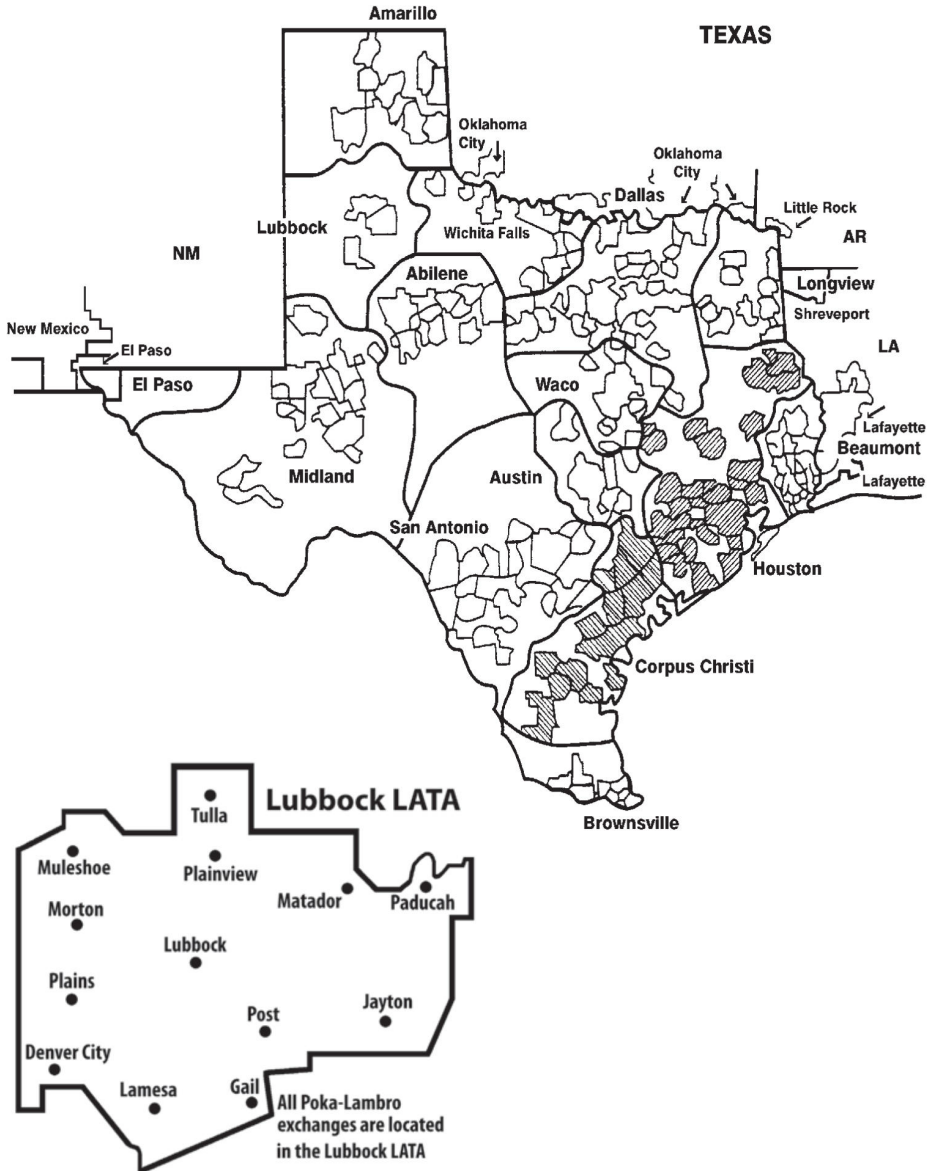 Amarillo
TEXAS
Oklahoma
City
Oklahoma
City
Dallas
Little Rock
Lubbock
Wichita Falls
AR
NM
Abilene
Longview
Shreveport
New Mexico
El Paso
LA
El Paso
Waco
Lafayette
Beaumont
Midland
Austin
Lafayette
San Antonio
Houston
Corpus Christi
Brownsville
Lubbock LATA
Tulla
Muleshoe
Plainview
Matador
Paducah
Morton
Lubbock
Plains
Post
Jayton
Denver City
Lamesa
Gail
All Poka-Lambro
exchanges are located
in the Lubbock LATA